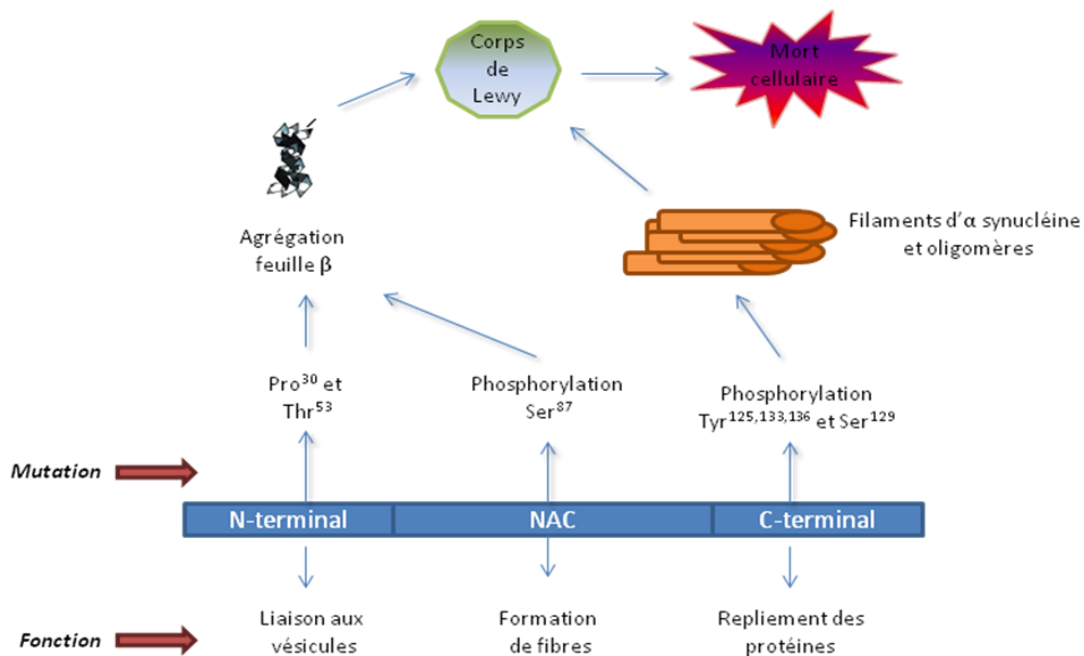 Corps
de
Lewy
Mort
cellulaire
Agrégation
feuille β
Filaments d'α synucléine
et oligomères
Pro³⁰ et
Thr⁵³
Phosphorylation
Ser⁸⁷
Phosphorylation
Tyr¹²⁵,¹³³,¹³⁶ et Ser¹²⁹
Mutation
N-terminal
NAC
C-terminal
Fonction
Liaison aux
vésicules
Formation
de fibres
Repliement des
protéines